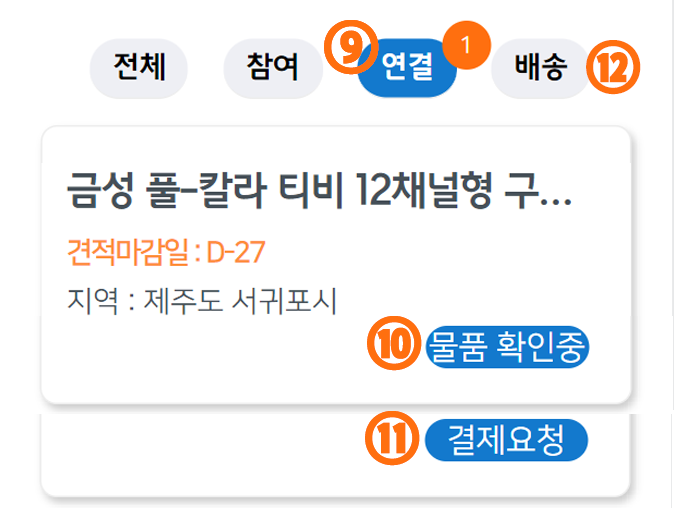 전체 참여 ⑨ 연결 1 배송 ⑫
금성 풀-칼라 티비 12채널형 구...
견적마감일 : D-27
지역 : 제주도 서귀포시
⑩ 물품 확인중
⑪ 결제요청